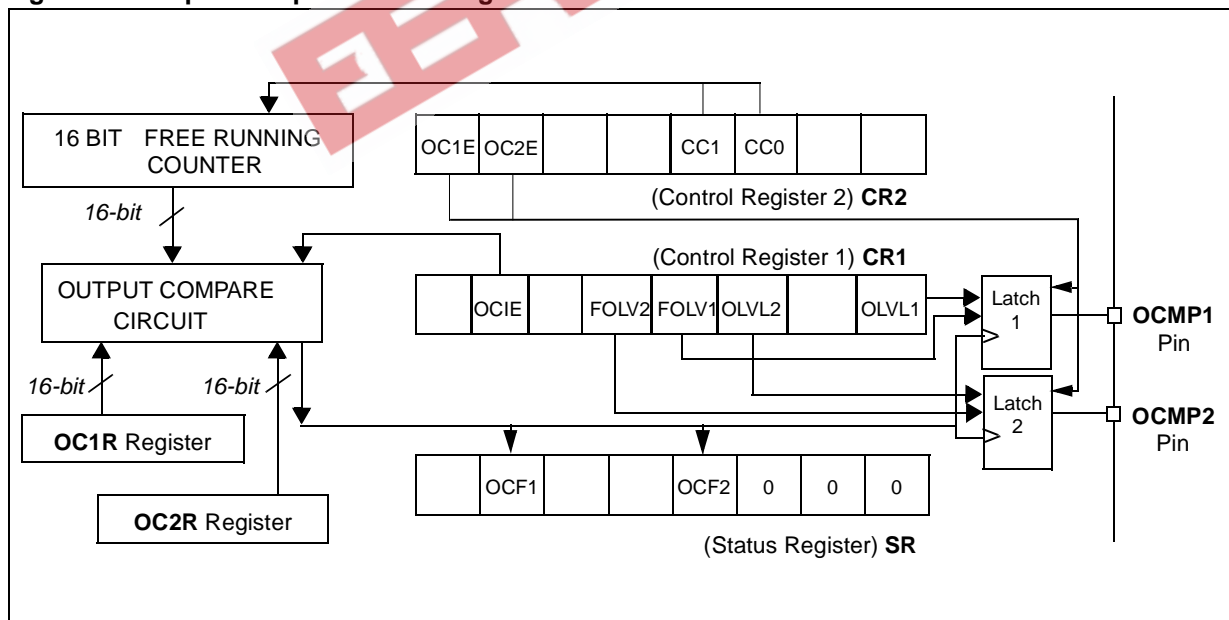 16 BIT FREE RUNNING
COUNTER
16-bit
OUTPUT COMPARE
CIRCUIT
16-bit
16-bit
OC1R Register
OC2R Register
OC1E OC2E CC1 CC0
(Control Register 2) CR2
(Control Register 1) CR1
OCIE FOLV2 FOLV1 OLVL2 OLVL1
Latch
1
OCMP1
Pin
Latch
2
OCMP2
Pin
OCF1 OCF2 0 0 0
(Status Register) SR